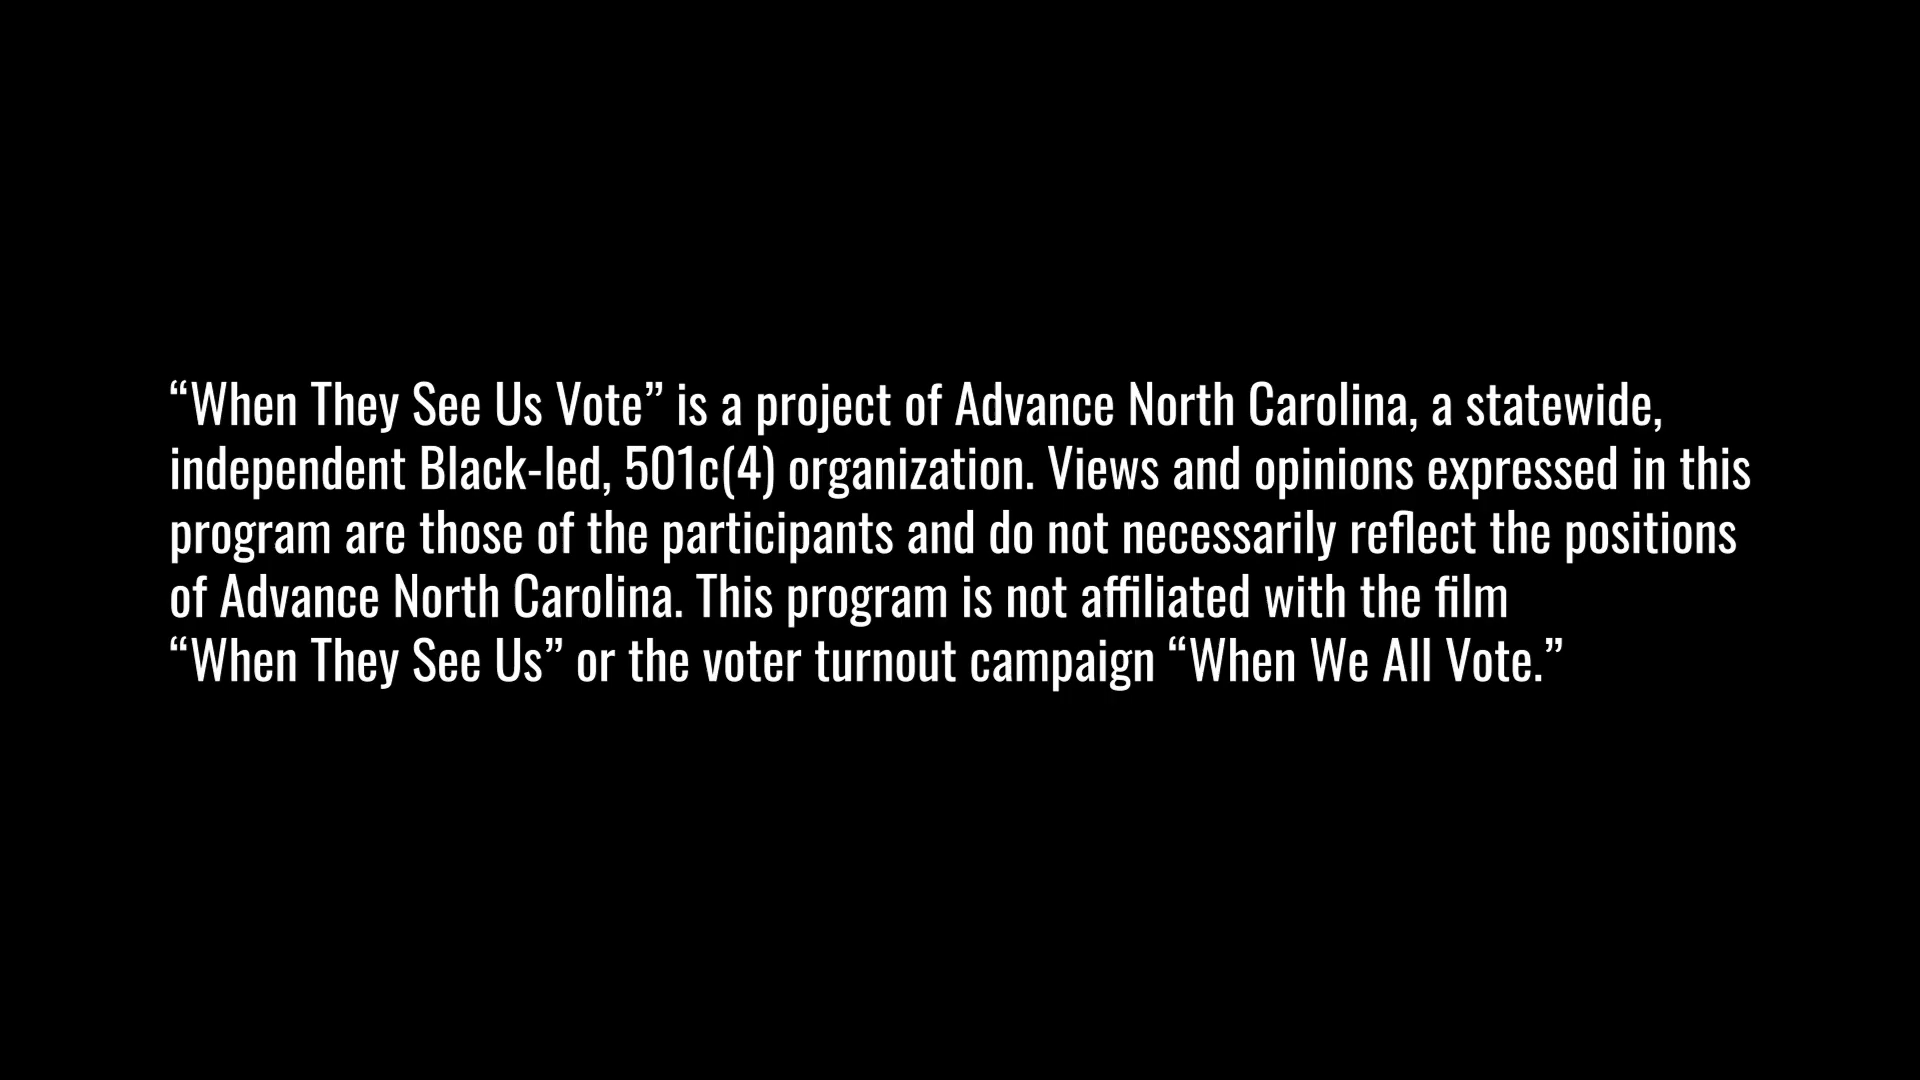 “When They See Us Vote” is a project of Advance North Carolina, a statewide,
independent Black-led, 501c(4) organization. Views and opinions expressed in this
program are those of the participants and do not necessarily reflect the positions
of Advance North Carolina. This program is not affiliated with the film
“When They See Us” or the voter turnout campaign “When We All Vote.”